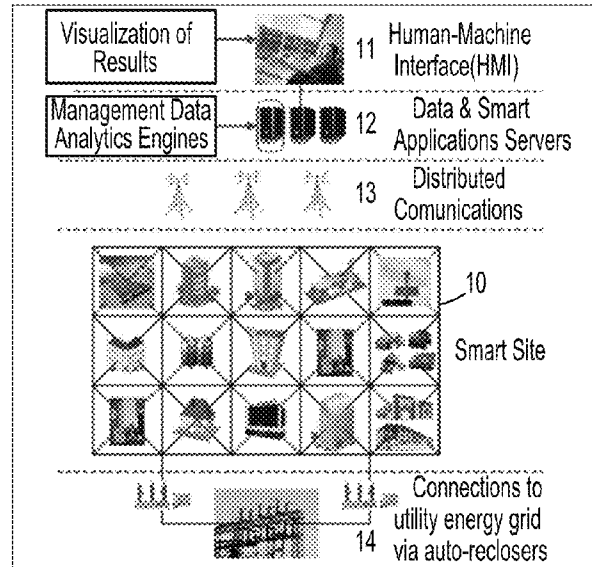 Visualization of
Results
11
Human-Machine
Interface(HMI)
Management Data
Analytics Engines
12
Data & Smart
Applications Servers
13
Distributed
Comunications
10
Smart Site
Connections to
utility energy grid
via auto-reclosers
14